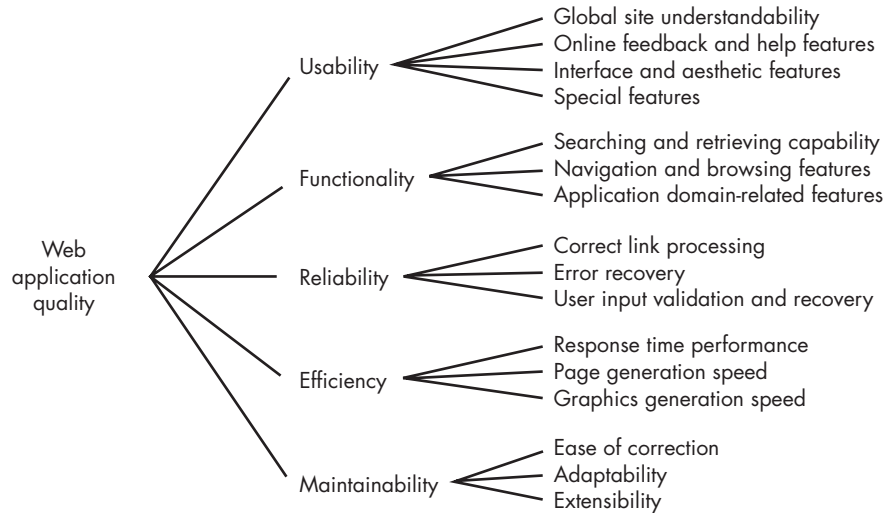 Web
application
quality
Usability
Global site understandability
Online feedback and help features
Interface and aesthetic features
Special features
Functionality
Searching and retrieving capability
Navigation and browsing features
Application domain-related features
Reliability
Correct link processing
Error recovery
User input validation and recovery
Efficiency
Response time performance
Page generation speed
Graphics generation speed
Maintainability
Ease of correction
Adaptability
Extensibility